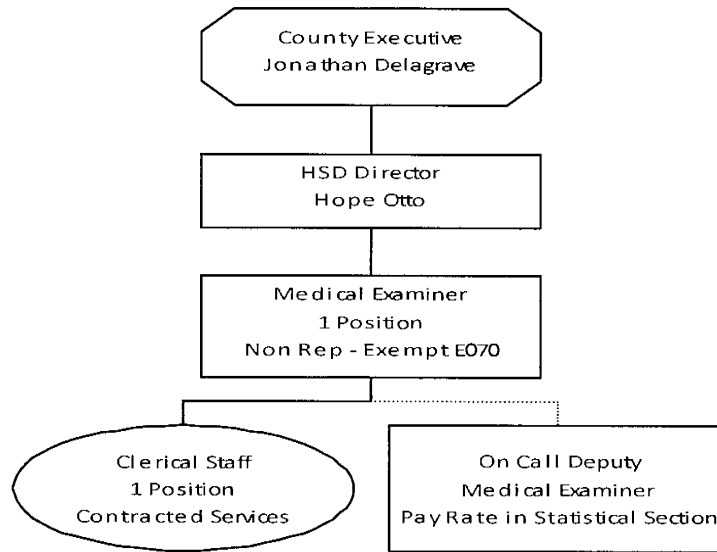 County Executive
Jonathan Delagrave
HSD Director
Hope Otto
Medical Examiner
1 Position
Non Rep - Exempt E070
Clerical Staff
1 Position
Contracted Services
On Call Deputy
Medical Examiner
Pay Rate in Statistical Section